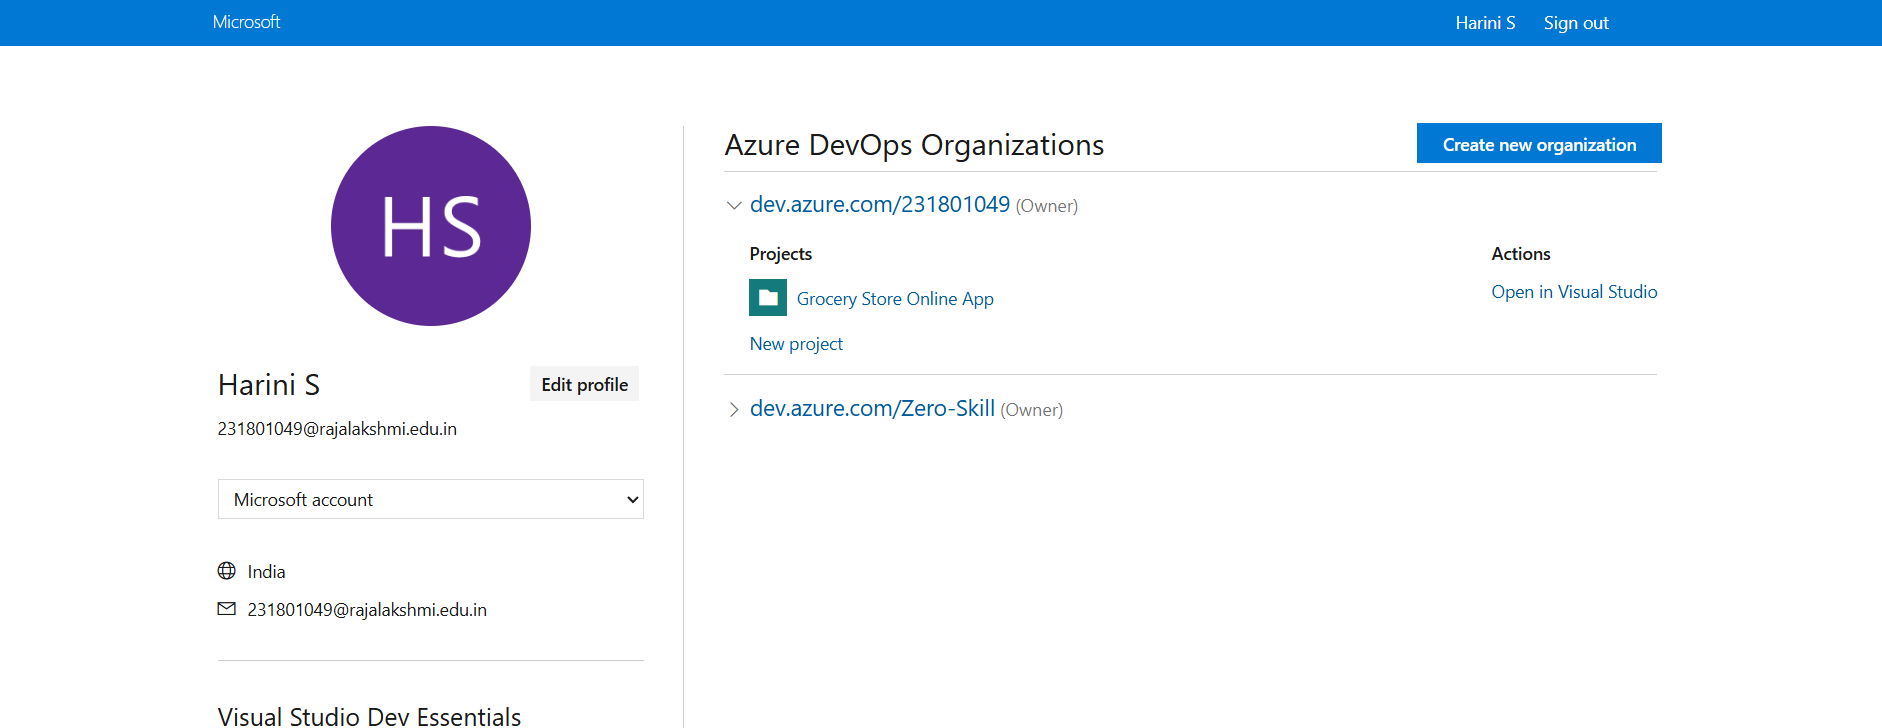 Microsoft
Harini S Sign out
HS
Harini S
Edit profile
231801049@rajalakshmi.edu.in
Microsoft account
India
231801049@rajalakshmi.edu.in
Visual Studio Dev Essentials
Azure DevOps Organizations
Create new organization
dev.azure.com/231801049 (Owner)
Projects
Actions
Grocery Store Online App
Open in Visual Studio
New project
dev.azure.com/Zero-Skill (Owner)